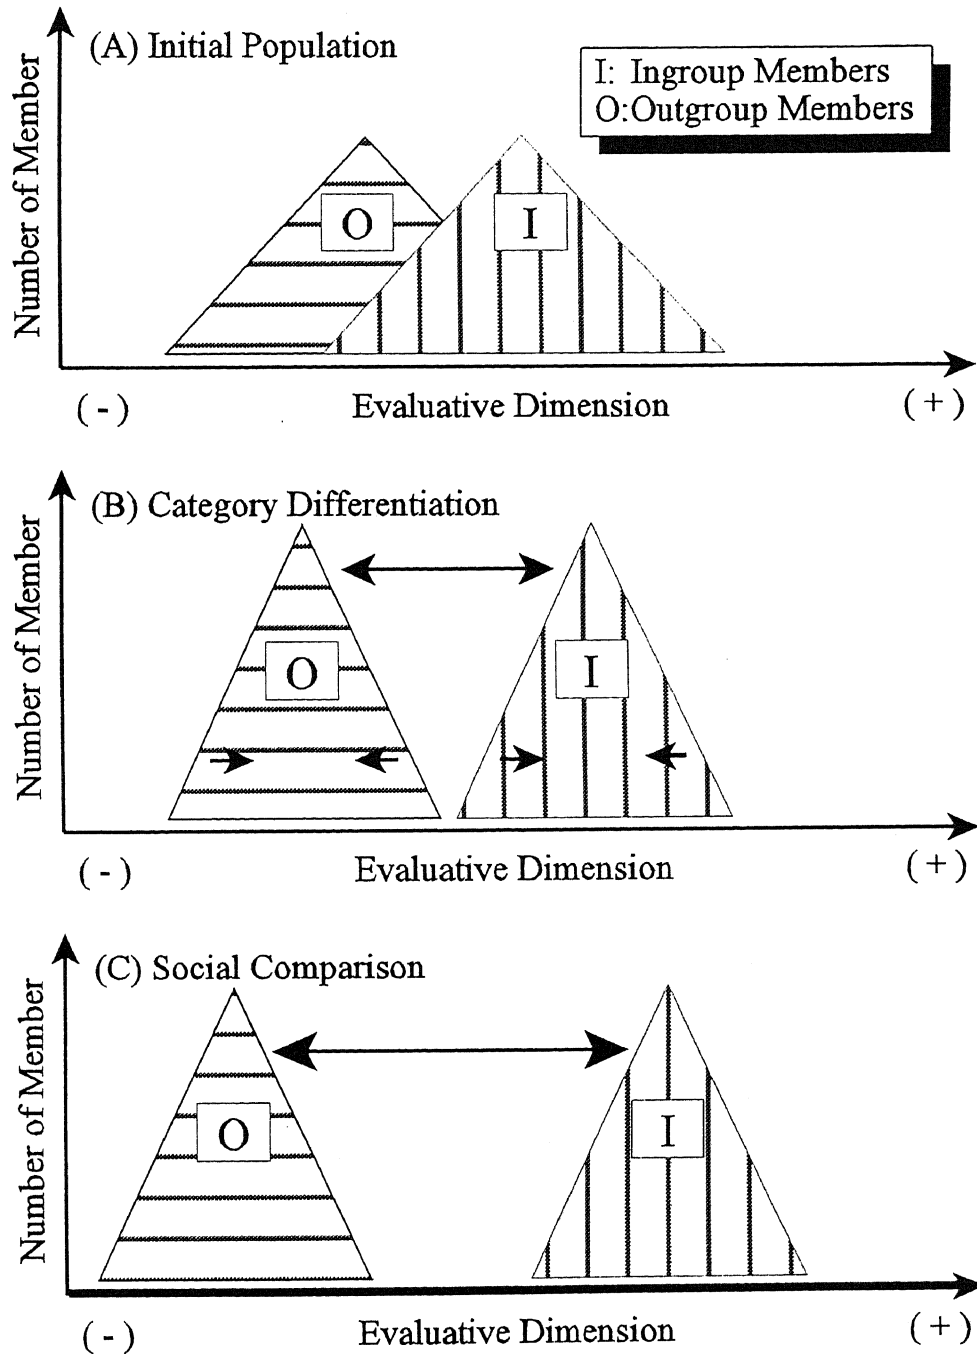 (A) Initial Population
I: Ingroup Members
O:Outgroup Members
Number of Member
O
I
( - )
Evaluative Dimension
( + )
(B) Category Differentiation
Number of Member
O
I
( - )
Evaluative Dimension
( + )
(C) Social Comparison
Number of Member
O
I
( - )
Evaluative Dimension
( + )